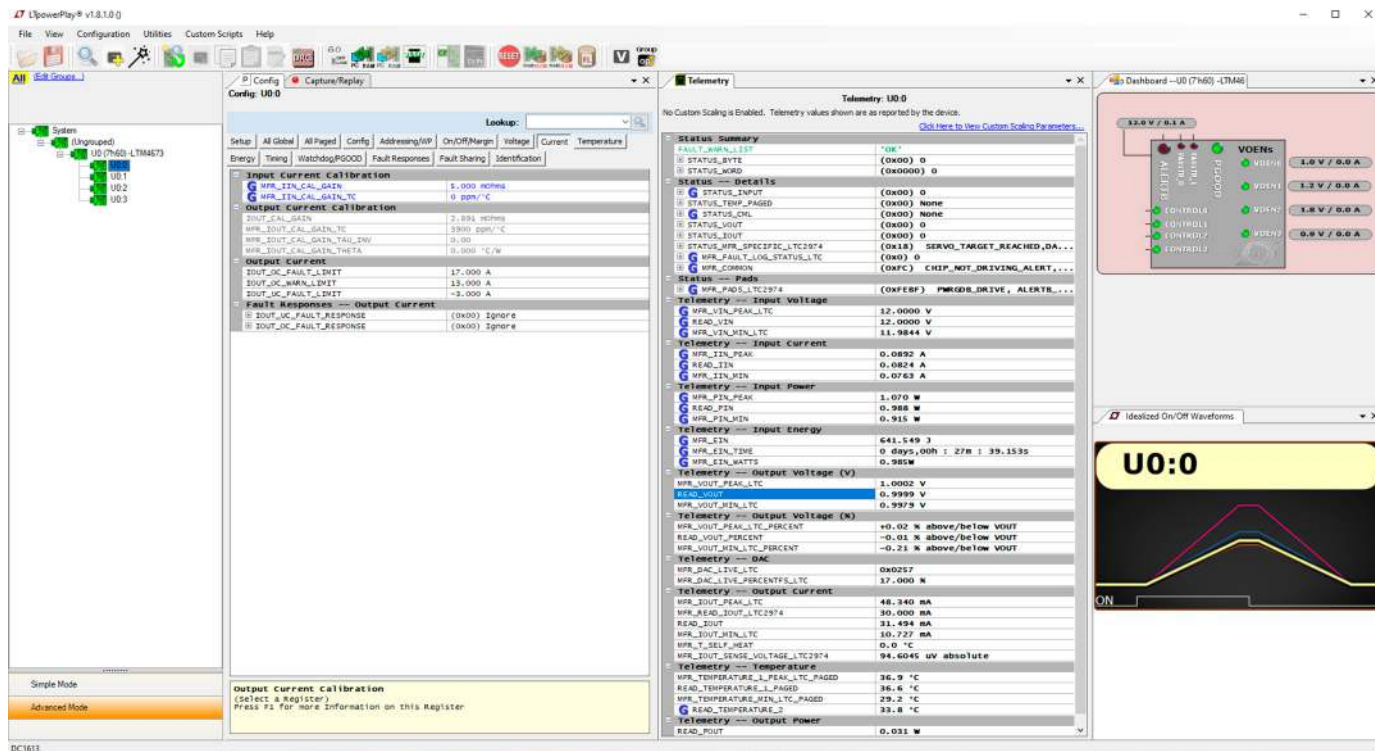 LTpowerPlay® v1.8.1.0 ()
File View Configuration Utilities Custom Scripts Help
All (Edit Groups...)
System
(Ungrouped)
U0 (7'h60) -LTM4673
U0:0
U0:1
U0:2
U0:3
Simple Mode
Advanced Mode
Config Capture/Replay
Config: U0:0
Lookup:
Setup All Global All Paged Config Addressing/WP On/Off/Margin Voltage Current Temperature
Energy Timing Watchdog/PGOOD Fault Responses Fault Sharing Identification
Input Current Calibration
MFR_IIN_CAL_GAIN 5.000 mOhms
MFR_IIN_CAL_GAIN_TC 0 ppm/°C
Output Current Calibration
IOUT_CAL_GAIN 2.891 mOhms
MFR_IOUT_CAL_GAIN_TC 3900 ppm/°C
MFR_IOUT_CAL_GAIN_TAU_INV 0.00
MFR_IOUT_CAL_GAIN_THETA 0.000 °C/W
Output Current
IOUT_OC_FAULT_LIMIT 17.000 A
IOUT_OC_WARN_LIMIT 13.000 A
IOUT_UC_FAULT_LIMIT -3.000 A
Fault Responses -- Output Current
IOUT_UC_FAULT_RESPONSE (0x00) Ignore
IOUT_OC_FAULT_RESPONSE (0x00) Ignore
Output Current Calibration
(Select a Register)
Press F1 for more Information on this Register
Telemetry
Telemetry: U0:0
No Custom Scaling is Enabled. Telemetry values shown are as reported by the device.
Click Here to View Custom Scaling Parameters...
Status Summary
FAULT_WARN_LIST "OK"
STATUS_BYTE (0x00) 0
STATUS_WORD (0x0000) 0
Status -- Details
STATUS_INPUT (0x00) 0
STATUS_TEMP_PAGED (0x00) None
STATUS_CML (0x00) None
STATUS_VOUT (0x00) 0
STATUS_IOUT (0x00) 0
STATUS_MFR_SPECIFIC_LTC2974 (0x18) SERVO_TARGET_REACHED,DA...
MFR_FAULT_LOG_STATUS_LTC (0x0) 0
MFR_COMMON (0xFC) CHIP_NOT_DRIVING_ALERT,...
Status -- Pads
MFR_PADS_LTC2974 (0xFEBF) PWRGDB_DRIVE, ALERTB_...
Telemetry -- Input Voltage
MFR_VIN_PEAK_LTC 12.0000 V
READ_VIN 12.0000 V
MFR_VIN_MIN_LTC 11.9844 V
Telemetry -- Input Current
MFR_IIN_PEAK 0.0892 A
READ_IIN 0.0824 A
MFR_IIN_MIN 0.0763 A
Telemetry -- Input Power
MFR_PIN_PEAK 1.070 W
READ_PIN 0.988 W
MFR_PIN_MIN 0.915 W
Telemetry -- Input Energy
MFR_EIN 641.549 J
MFR_EIN_TIME 0 days,00h : 27m : 39.153s
MFR_EIN_WATTS 0.985W
Telemetry -- Output Voltage (V)
MFR_VOUT_PEAK_LTC 1.0002 V
READ_VOUT 0.9999 V
MFR_VOUT_MIN_LTC 0.9979 V
Telemetry -- Output Voltage (%)
MFR_VOUT_PEAK_LTC_PERCENT +0.02 % above/below VOUT
READ_VOUT_PERCENT -0.01 % above/below VOUT
MFR_VOUT_MIN_LTC_PERCENT -0.21 % above/below VOUT
Telemetry -- DAC
MFR_DAC_LIVE_LTC 0x0257
MFR_DAC_LIVE_PERCENTFS_LTC 17.000 %
Telemetry -- Output Current
MFR_IOUT_PEAK_LTC 48.340 mA
MFR_READ_IOUT_LTC2974 30.000 mA
READ_IOUT 31.494 mA
MFR_IOUT_MIN_LTC 10.727 mA
MFR_T_SELF_HEAT 0.0 °C
MFR_IOUT_SENSE_VOLTAGE_LTC2974 94.6045 uV absolute
Telemetry -- Temperature
MFR_TEMPERATURE_1_PEAK_LTC_PAGED 36.9 °C
READ_TEMPERATURE_1_PAGED 36.6 °C
MFR_TEMPERATURE_MIN_LTC_PAGED 29.2 °C
READ_TEMPERATURE_2 33.8 °C
Telemetry -- Output Power
READ_POUT 0.031 W
Dashboard --U0 (7'h60) -LTM46
12.0 V / 0.1 A
ALERTB
PGOOD
VOENs
VOEN0 1.0 V / 0.0 A
VOEN1 1.2 V / 0.0 A
VOEN2 1.8 V / 0.0 A
VOEN3 0.9 V / 0.0 A
CONTROL0
CONTROL1
CONTROL2
CONTROL3
Idealized On/Off Waveforms
U0:0
ON
DC1613